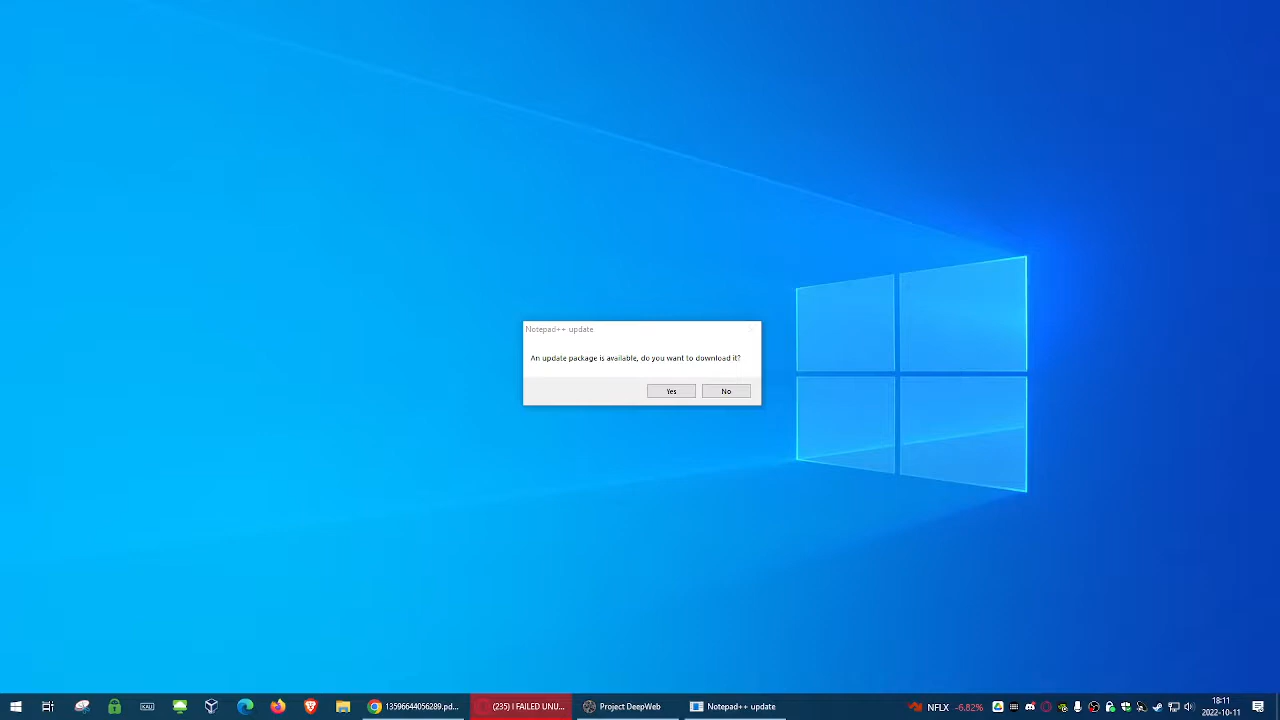 Notepad++ update
An update package is available, do you want to download it?
Yes No
13596644056289.pd... (235) I FAILED UNU... Project DeepWeb Notepad++ update NFLX -6.82% 18:11
2022-10-11